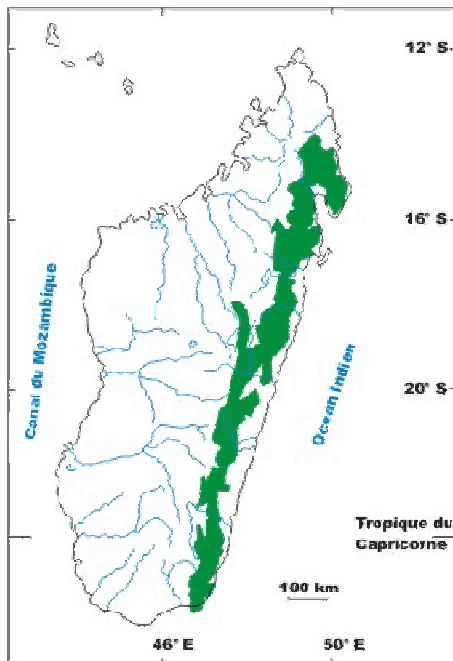 12° S
16° S
Canal du Mozambique
20° S
Ocean Indien
Tropique du
Capricorne
100 km
46° E
50° E